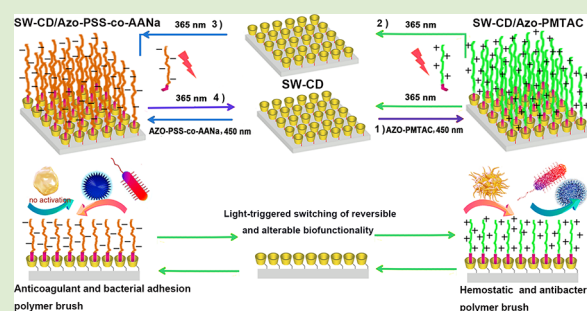 SW-CD/Azo-PSS-co-AANa
365 nm 3)
2) 365 nm
SW-CD/Azo-PMTAC
365 nm 4)
SW-CD
365 nm
AZO-PSS-co-AANa, 450 nm
1) AZO-PMTAC, 450 nm
no activation
Light-triggered switching of reversible
and alterable biofunctionality
Anticoagulant and bacterial adhesion
polymer brush
Hemostatic and antibacter
polymer brush